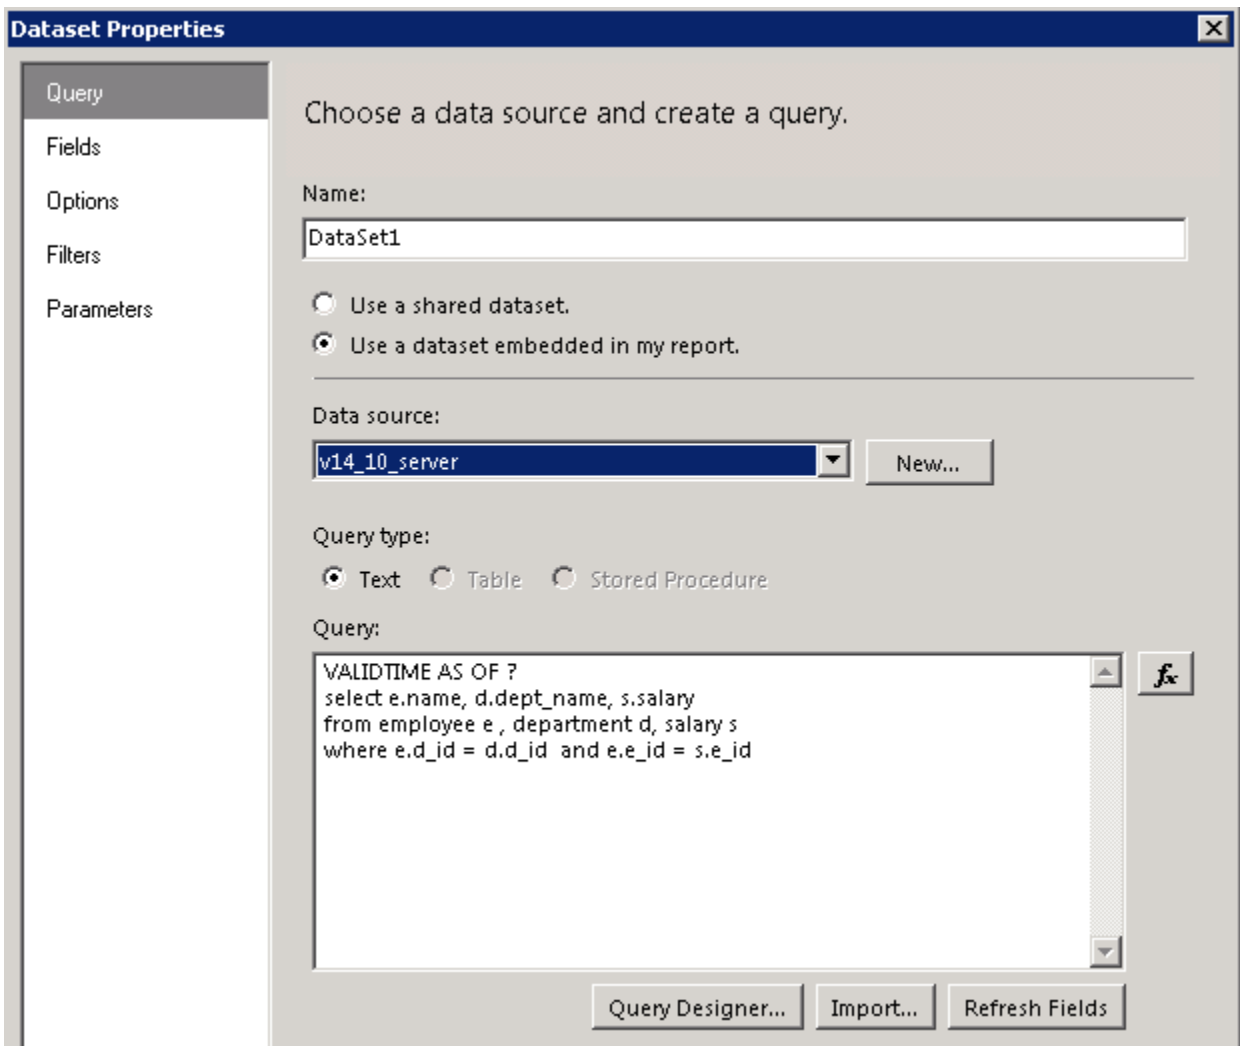 Dataset Properties
Query
Fields
Options
Filters
Parameters
Choose a data source and create a query.
Name:
DataSet1
Use a shared dataset.
Use a dataset embedded in my report.
Data source:
v14_10_server
New...
Query type:
Text Table Stored Procedure
Query:
VALIDTIME AS OF ?
select e.name, d.dept_name, s.salary
from employee e , department d, salary s
where e.d_id = d.d_id  and e.e_id = s.e_id
fx
Query Designer... Import... Refresh Fields